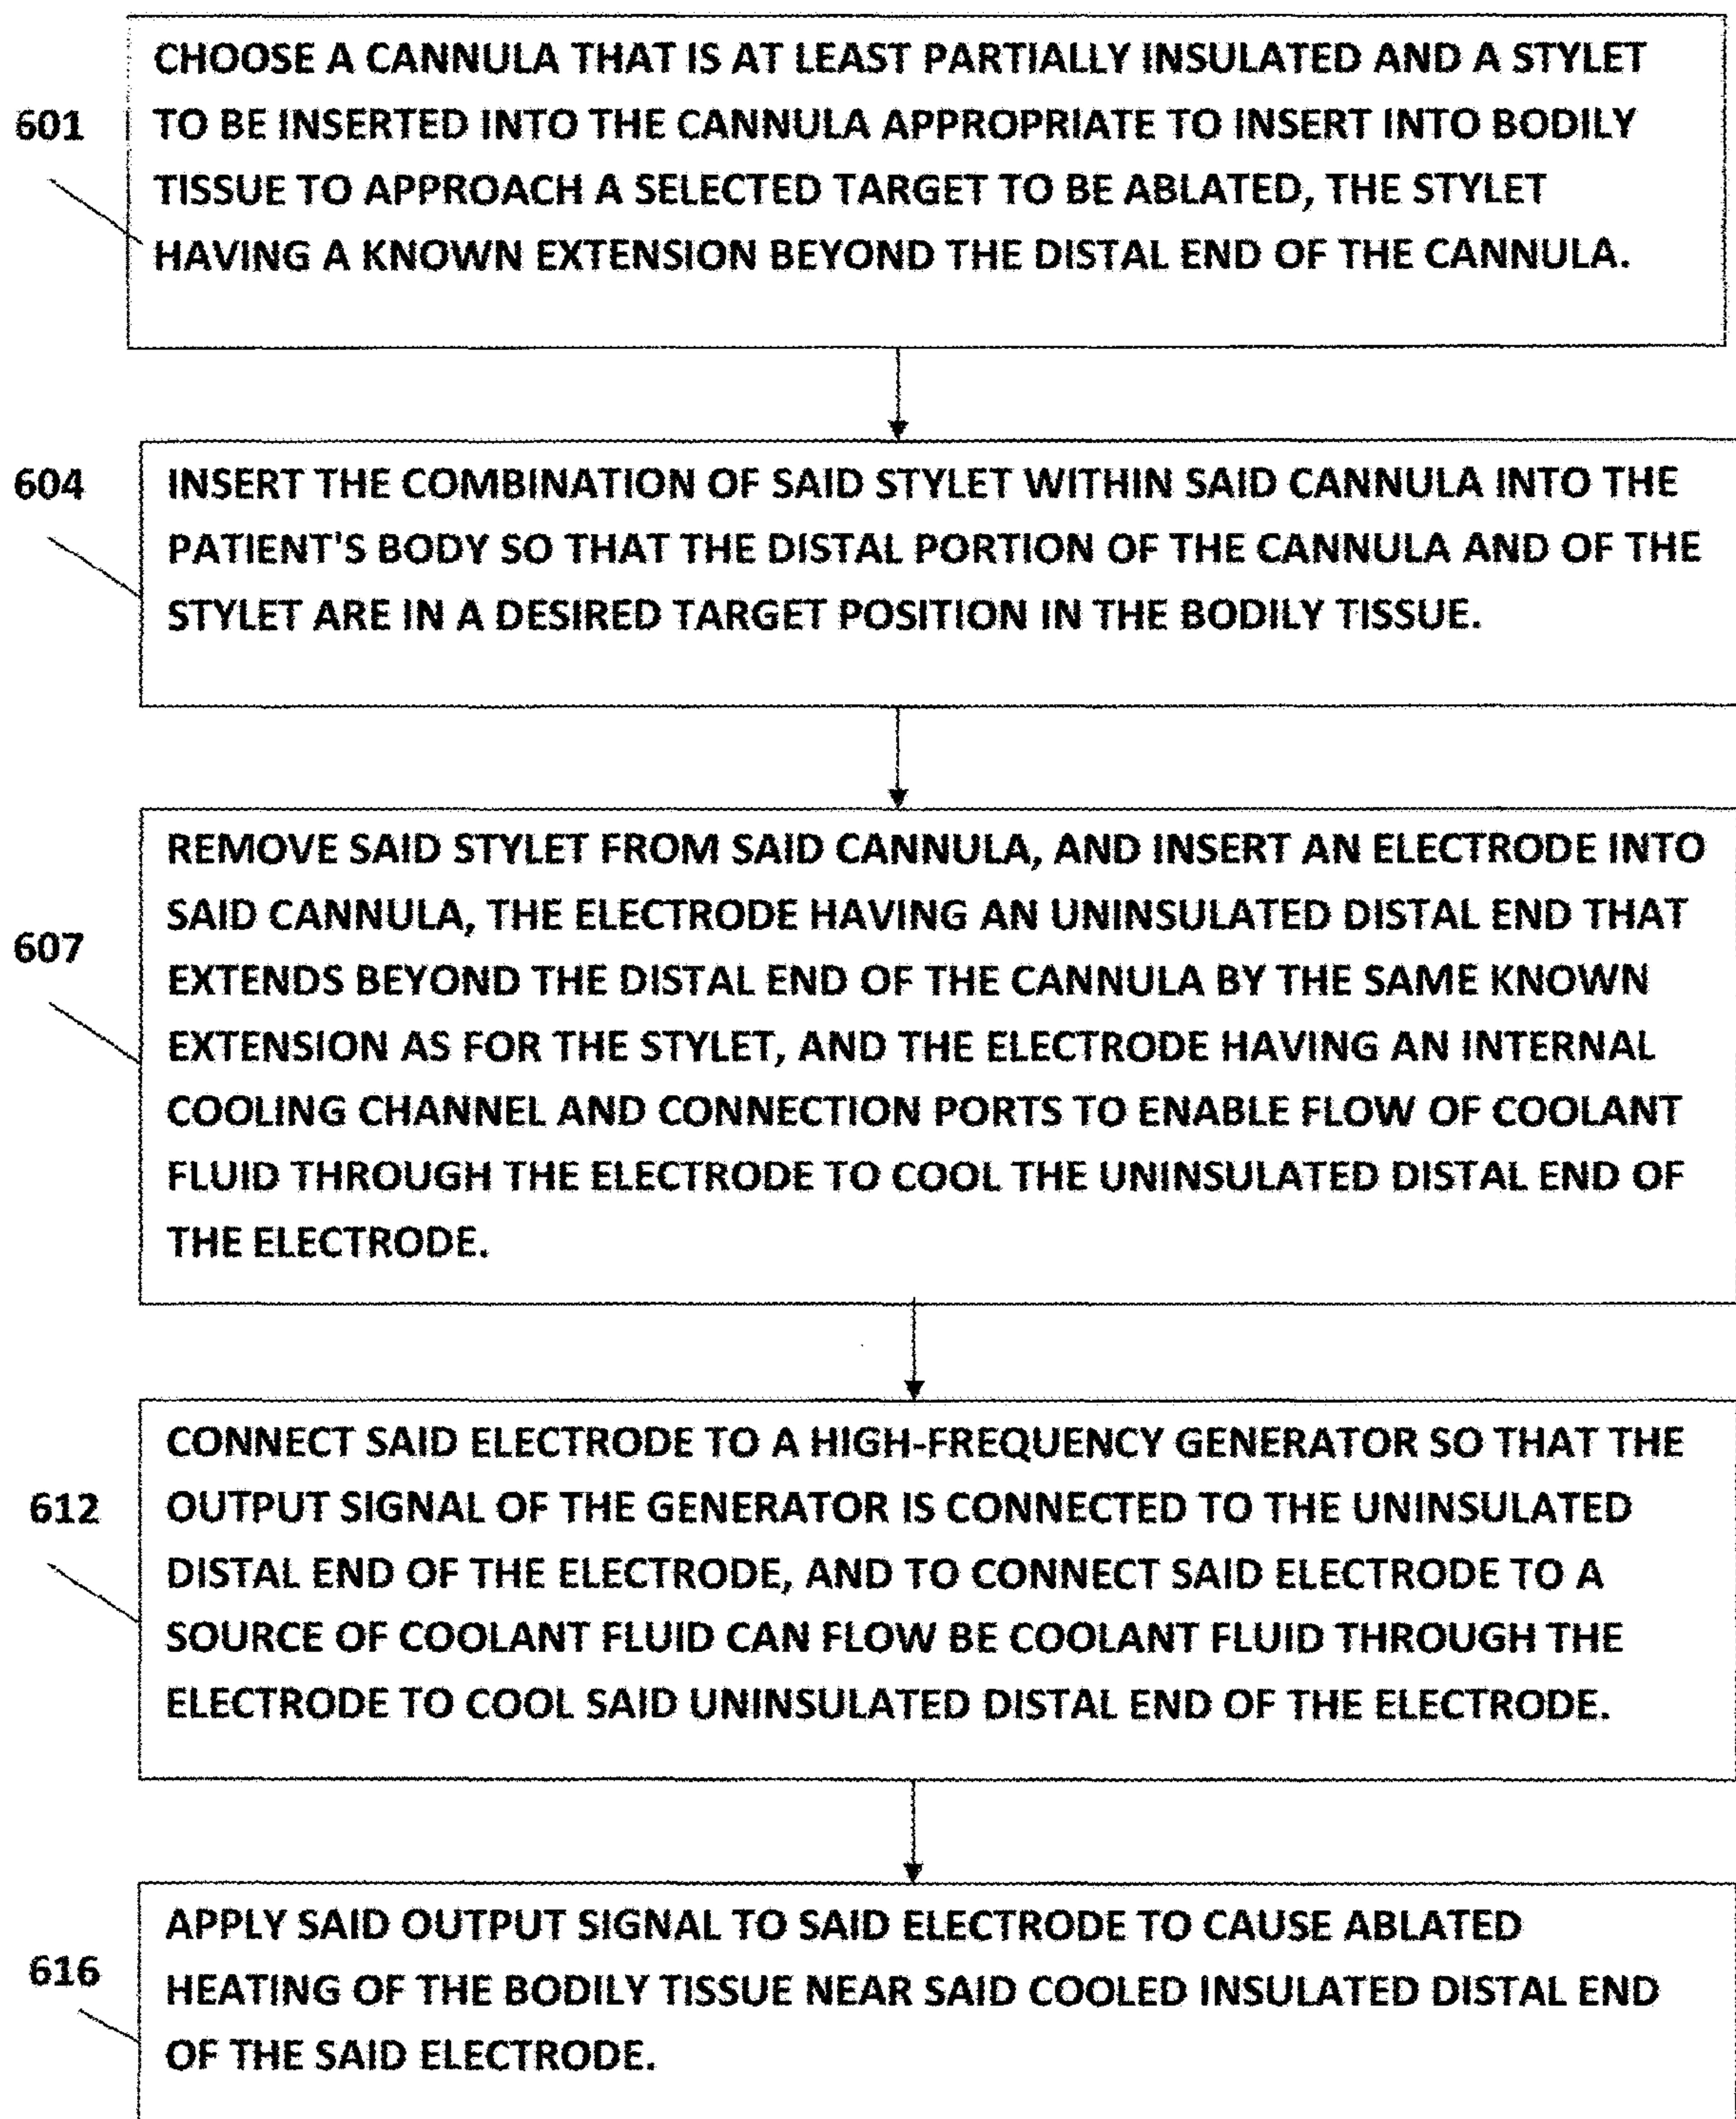 601
CHOOSE A CANNULA THAT IS AT LEAST PARTIALLY INSULATED AND A STYLET
TO BE INSERTED INTO THE CANNULA APPROPRIATE TO INSERT INTO BODILY
TISSUE TO APPROACH A SELECTED TARGET TO BE ABLATED, THE STYLET
HAVING A KNOWN EXTENSION BEYOND THE DISTAL END OF THE CANNULA.
604
INSERT THE COMBINATION OF SAID STYLET WITHIN SAID CANNULA INTO THE
PATIENT'S BODY SO THAT THE DISTAL PORTION OF THE CANNULA AND OF THE
STYLET ARE IN A DESIRED TARGET POSITION IN THE BODILY TISSUE.
607
REMOVE SAID STYLET FROM SAID CANNULA, AND INSERT AN ELECTRODE INTO
SAID CANNULA, THE ELECTRODE HAVING AN UNINSULATED DISTAL END THAT
EXTENDS BEYOND THE DISTAL END OF THE CANNULA BY THE SAME KNOWN
EXTENSION AS FOR THE STYLET, AND THE ELECTRODE HAVING AN INTERNAL
COOLING CHANNEL AND CONNECTION PORTS TO ENABLE FLOW OF COOLANT
FLUID THROUGH THE ELECTRODE TO COOL THE UNINSULATED DISTAL END OF
THE ELECTRODE.
612
CONNECT SAID ELECTRODE TO A HIGH-FREQUENCY GENERATOR SO THAT THE
OUTPUT SIGNAL OF THE GENERATOR IS CONNECTED TO THE UNINSULATED
DISTAL END OF THE ELECTRODE, AND TO CONNECT SAID ELECTRODE TO A
SOURCE OF COOLANT FLUID CAN FLOW BE COOLANT FLUID THROUGH THE
ELECTRODE TO COOL SAID UNINSULATED DISTAL END OF THE ELECTRODE.
616
APPLY SAID OUTPUT SIGNAL TO SAID ELECTRODE TO CAUSE ABLATED
HEATING OF THE BODILY TISSUE NEAR SAID COOLED INSULATED DISTAL END
OF THE SAID ELECTRODE.